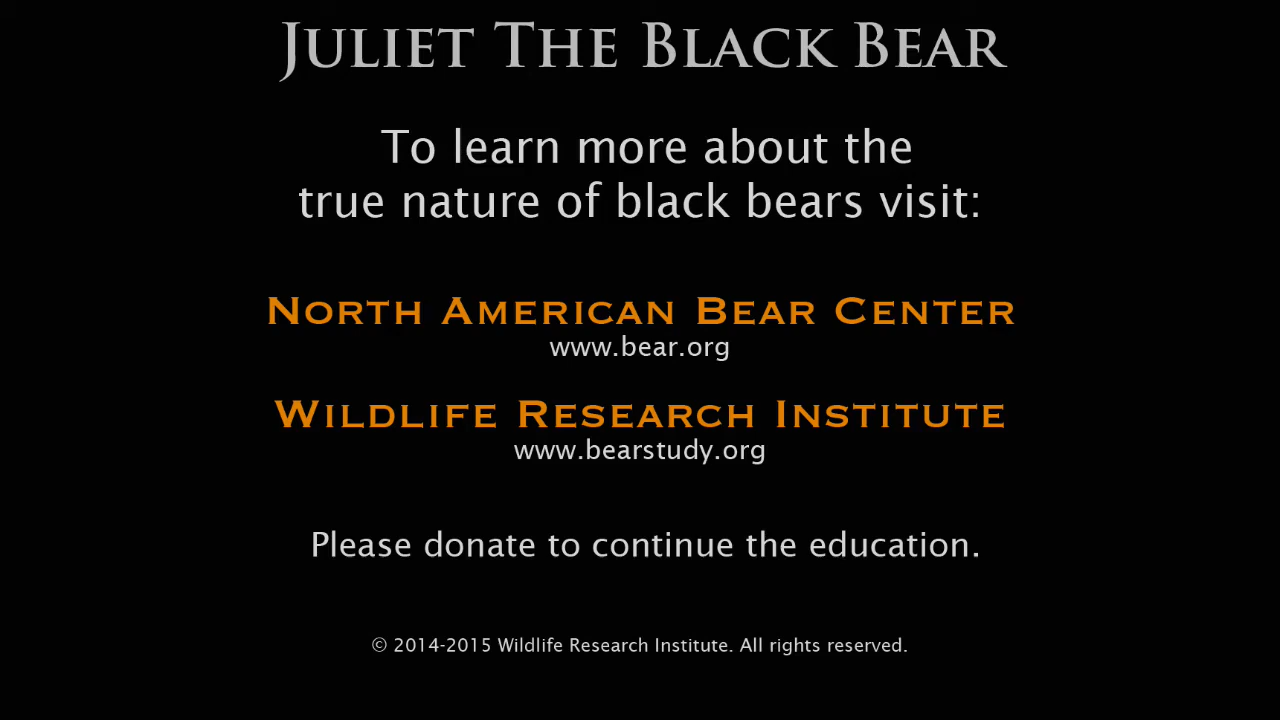 Juliet The Black Bear
To learn more about the
true nature of black bears visit:
North American Bear Center
www.bear.org
Wildlife Research Institute
www.bearstudy.org
Please donate to continue the education.
© 2014-2015 Wildlife Research Institute. All rights reserved.